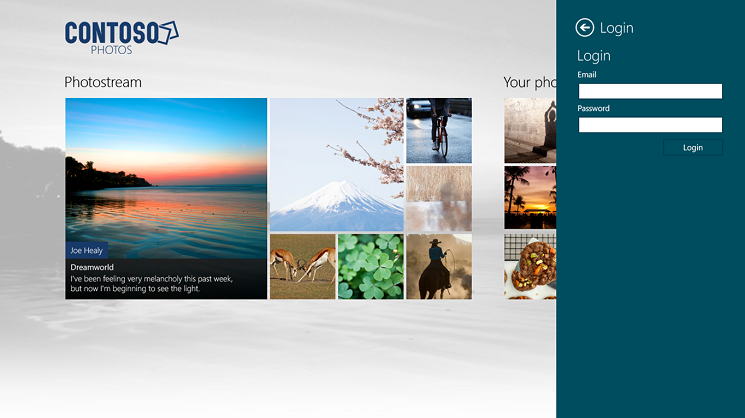 CONTOSO
PHOTOS
Photostream
Joe Healy
Dreamworld
I've been feeling very melancholy this past week,
but now I'm beginning to see the light.
Your pho
Login
Login
Email
Password
Login